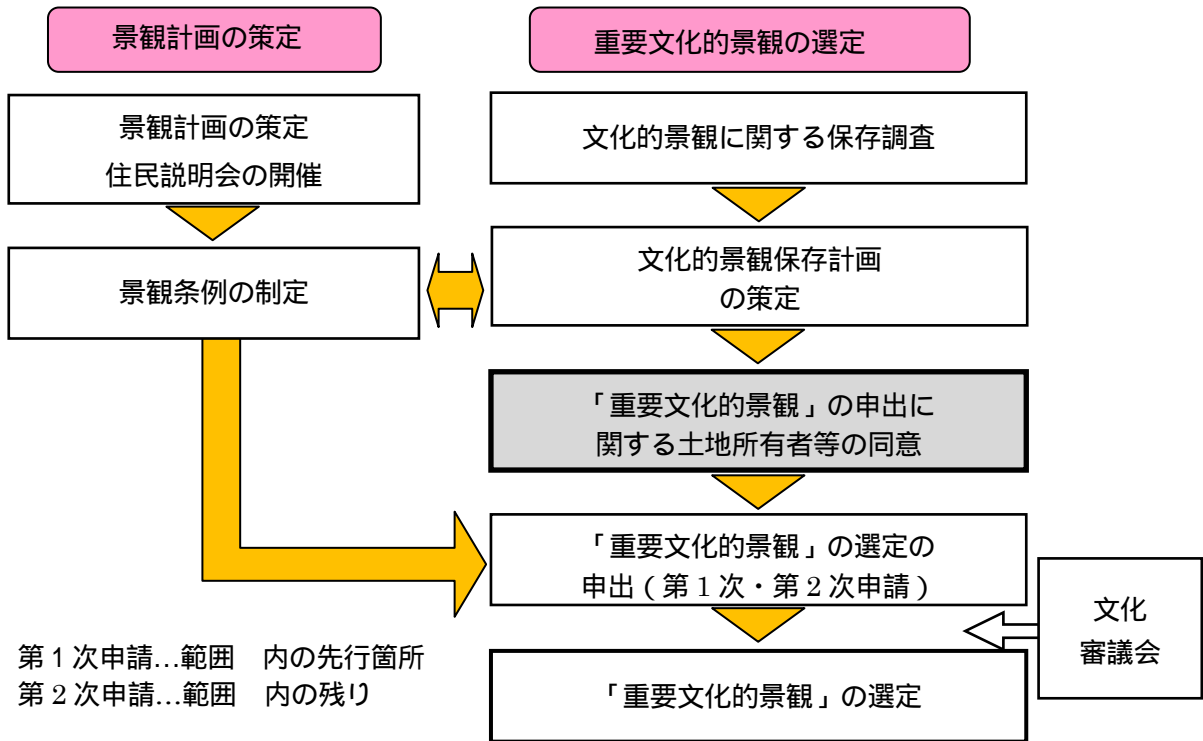 景観計画の策定
重要文化的景観の選定
景観計画の策定
住民説明会の開催
景観条例の制定
文化的景観に関する保存調査
文化的景観保存計画
の策定
「重要文化的景観」の申出に
関する土地所有者等の同意
「重要文化的景観」の選定の
申出(第1次・第2次申請)
文化
審議会
「重要文化的景観」の選定
第1次申請…範囲　内の先行箇所
第2次申請…範囲　内の残り